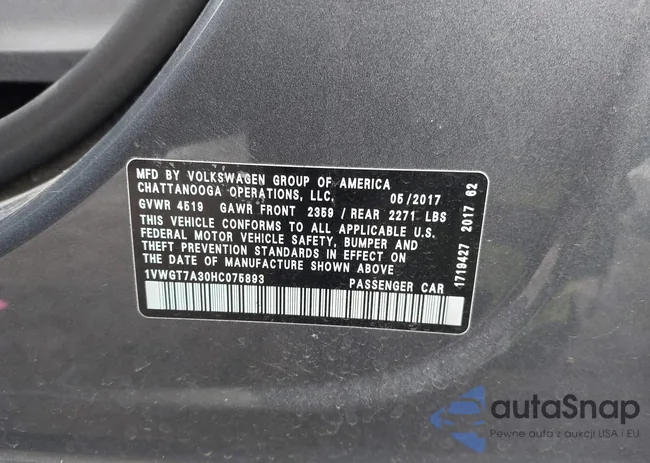 MFD BY VOLKSWAGEN GROUP OF AMERICA
CHATTANOOGA OPERATIONS, LLC. 05/2017
GVWR 4519 GAWR FRONT 2359 / REAR 2271 LBS
THIS VEHICLE CONFORMS TO ALL APPLICABLE U.S.
FEDERAL MOTOR VEHICLE SAFETY, BUMPER AND
THEFT PREVENTION STANDARDS IN EFFECT ON
THE DATE OF MANUFACTURE SHOWN ABOVE
1VWGT7A30HC075893 PASSENGER CAR
1719427 2017 62
autaSnap
Pewne auta z aukcji USA i EU